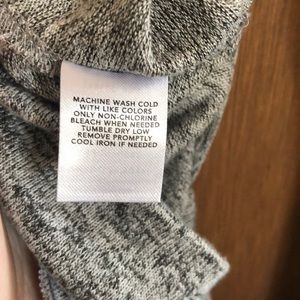 MACHINE WASH COLD
WITH LIKE COLORS
ONLY NON-CHLORINE
BLEACH WHEN NEEDED
TUMBLE DRY LOW
REMOVE PROMPTLY
COOL IRON IF NEEDED